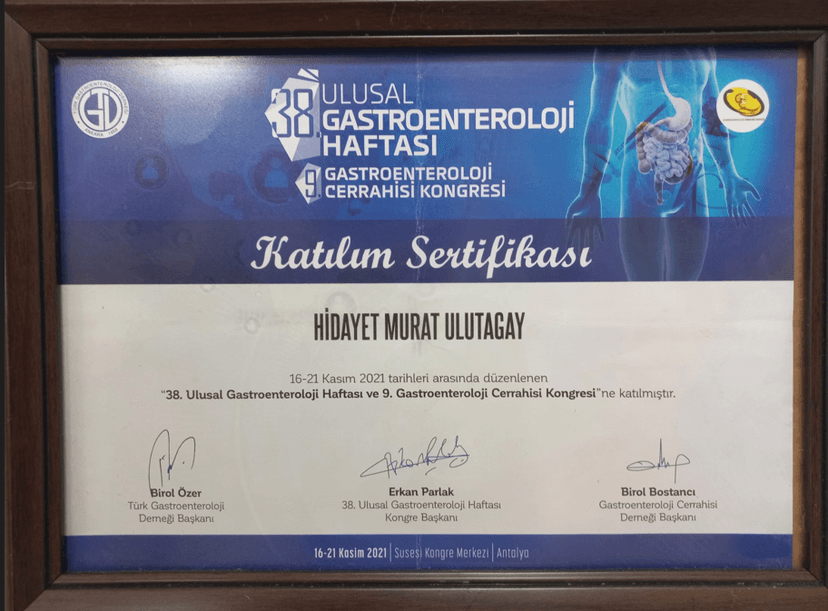 38. ULUSAL
GASTROENTEROLOJİ
HAFTASI
9. GASTROENTEROLOJİ
CERRAHİSİ KONGRESİ
Katılım Sertifikası
HİDAYET MURAT ULUTAGAY
16-21 Kasım 2021 tarihleri arasında düzenlenen
“38. Ulusal Gastroenteroloji Haftası ve 9. Gastroenteroloji Cerrahisi Kongresi”ne katılmıştır.
Birol Özer
Türk Gastroenteroloji
Derneği Başkanı
Erkan Parlak
38. Ulusal Gastroenteroloji Haftası
Kongre Başkanı
Birol Bostancı
Gastroenteroloji Cerrahisi
Derneği Başkanı
16-21 Kasım 2021 | Susesi Kongre Merkezi | Antalya